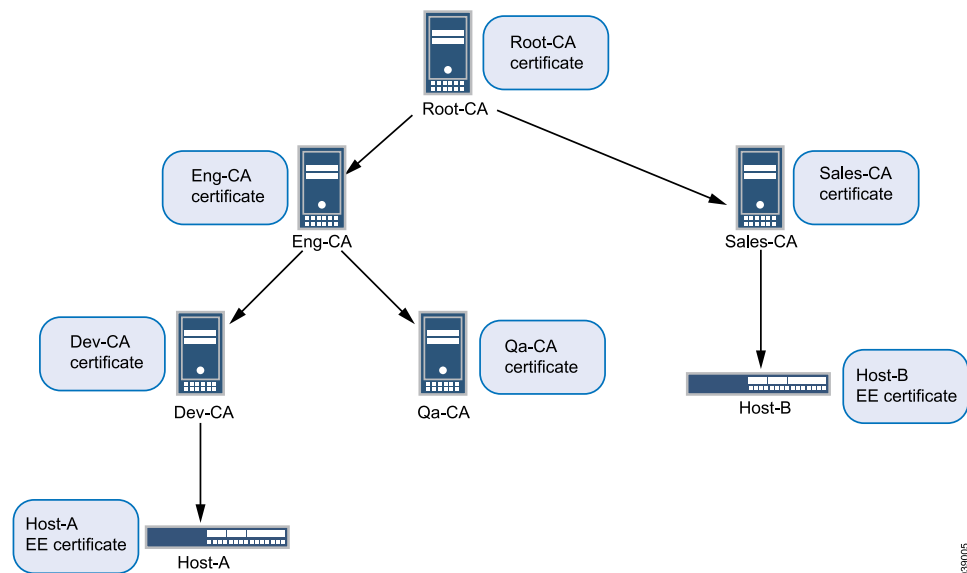 Root-CA
certificate
Root-CA
Eng-CA
certificate
Eng-CA
Sales-CA
certificate
Sales-CA
Dev-CA
certificate
Dev-CA
Qa-CA
certificate
Qa-CA
Host-B
Host-B
EE certificate
Host-A
EE certificate
Host-A